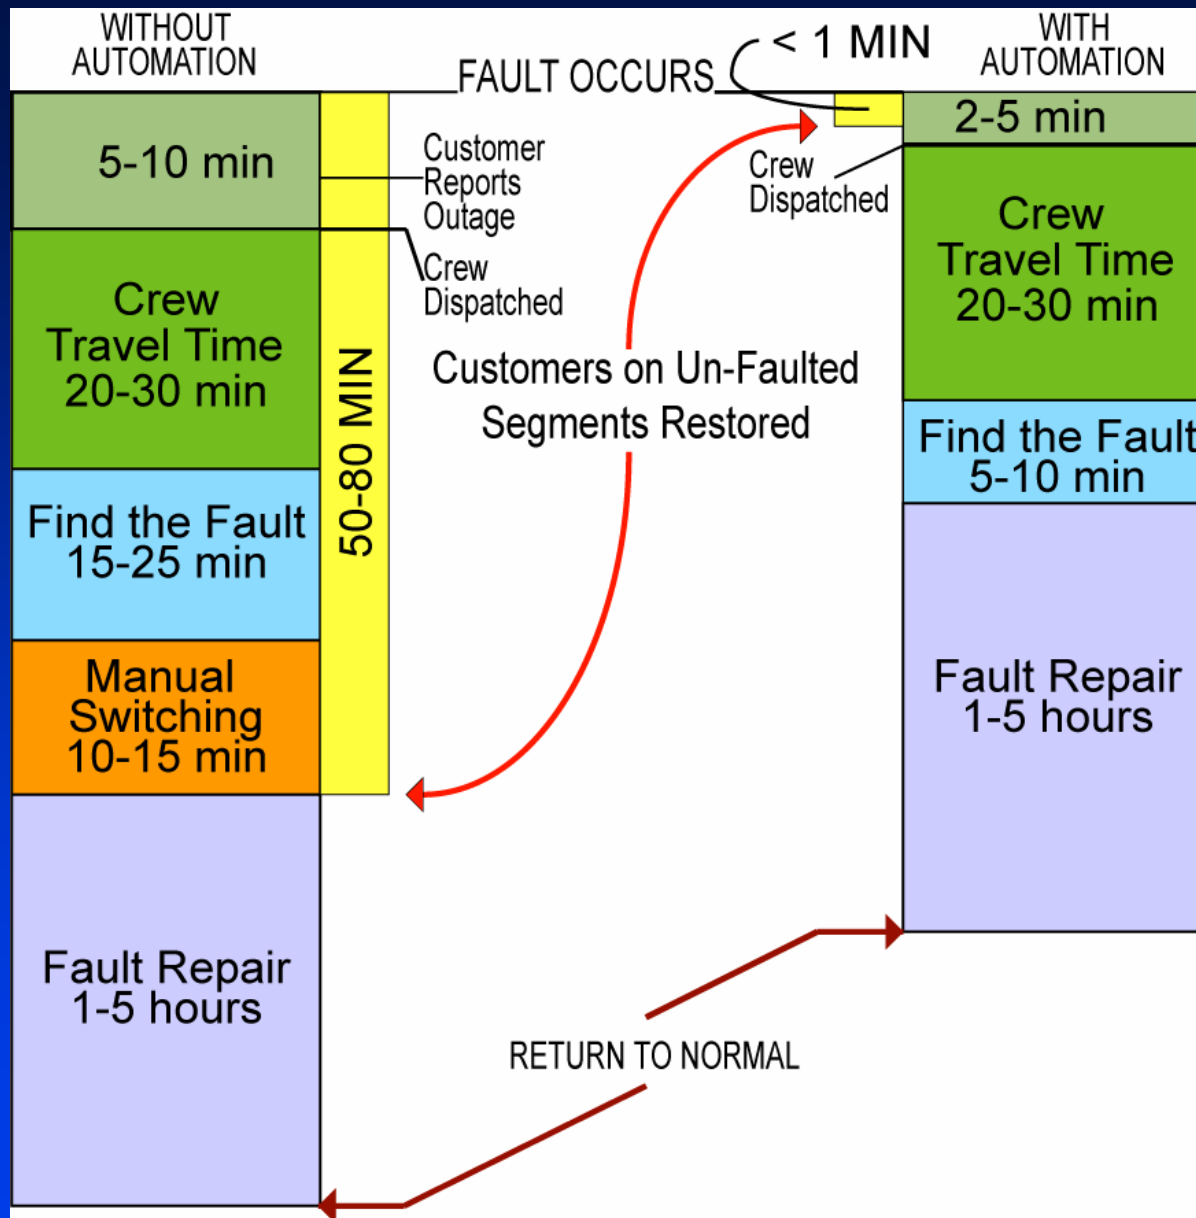 WITHOUT
AUTOMATION
5-10 min
Crew
Travel Time
20-30 min
Find the Fault
15-25 min
Manual
Switching
10-15 min
Fault Repair
1-5 hours
50-80 MIN
FAULT OCCURS
< 1 MIN
Customer
Reports
Outage
Crew
Dispatched
Crew
Dispatched
Customers on Un-Faulted
Segments Restored
RETURN TO NORMAL
WITH
AUTOMATION
2-5 min
Crew
Travel Time
20-30 min
Find the Fault
5-10 min
Fault Repair
1-5 hours